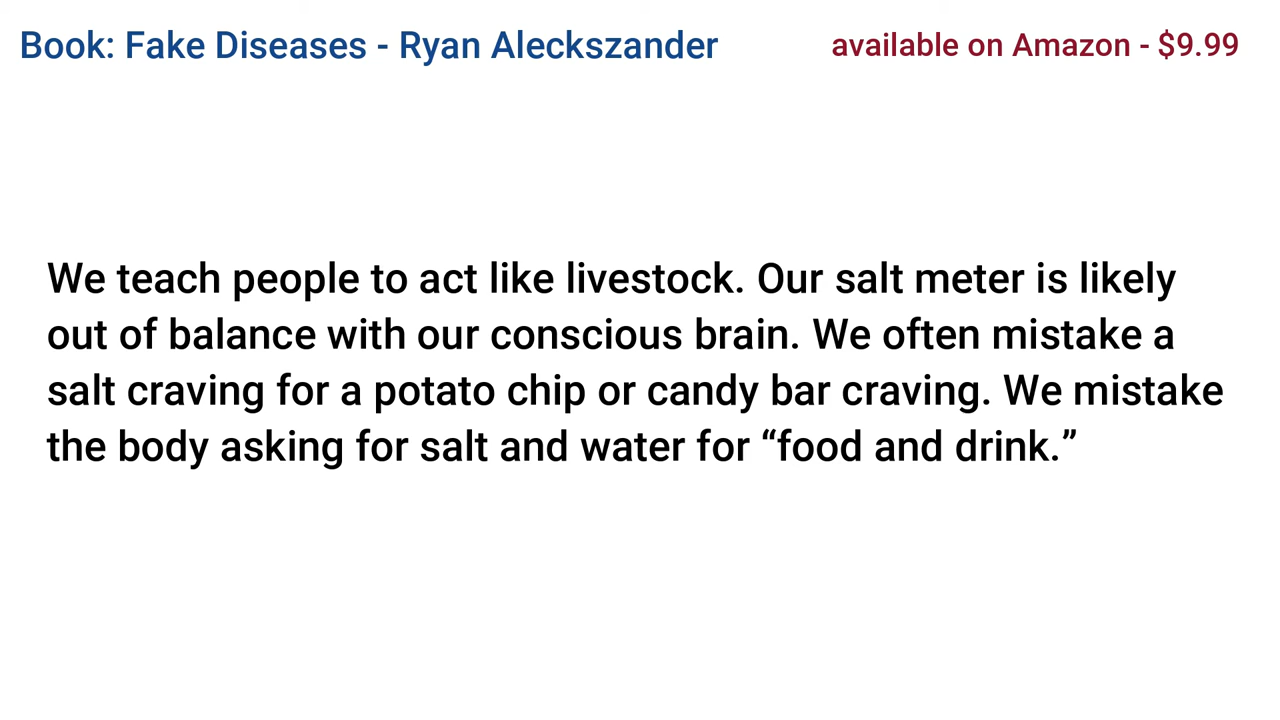 Book: Fake Diseases - Ryan Aleckszander
available on Amazon - $9.99
We teach people to act like livestock. Our salt meter is likely
out of balance with our conscious brain. We often mistake a
salt craving for a potato chip or candy bar craving. We mistake
the body asking for salt and water for “food and drink.”